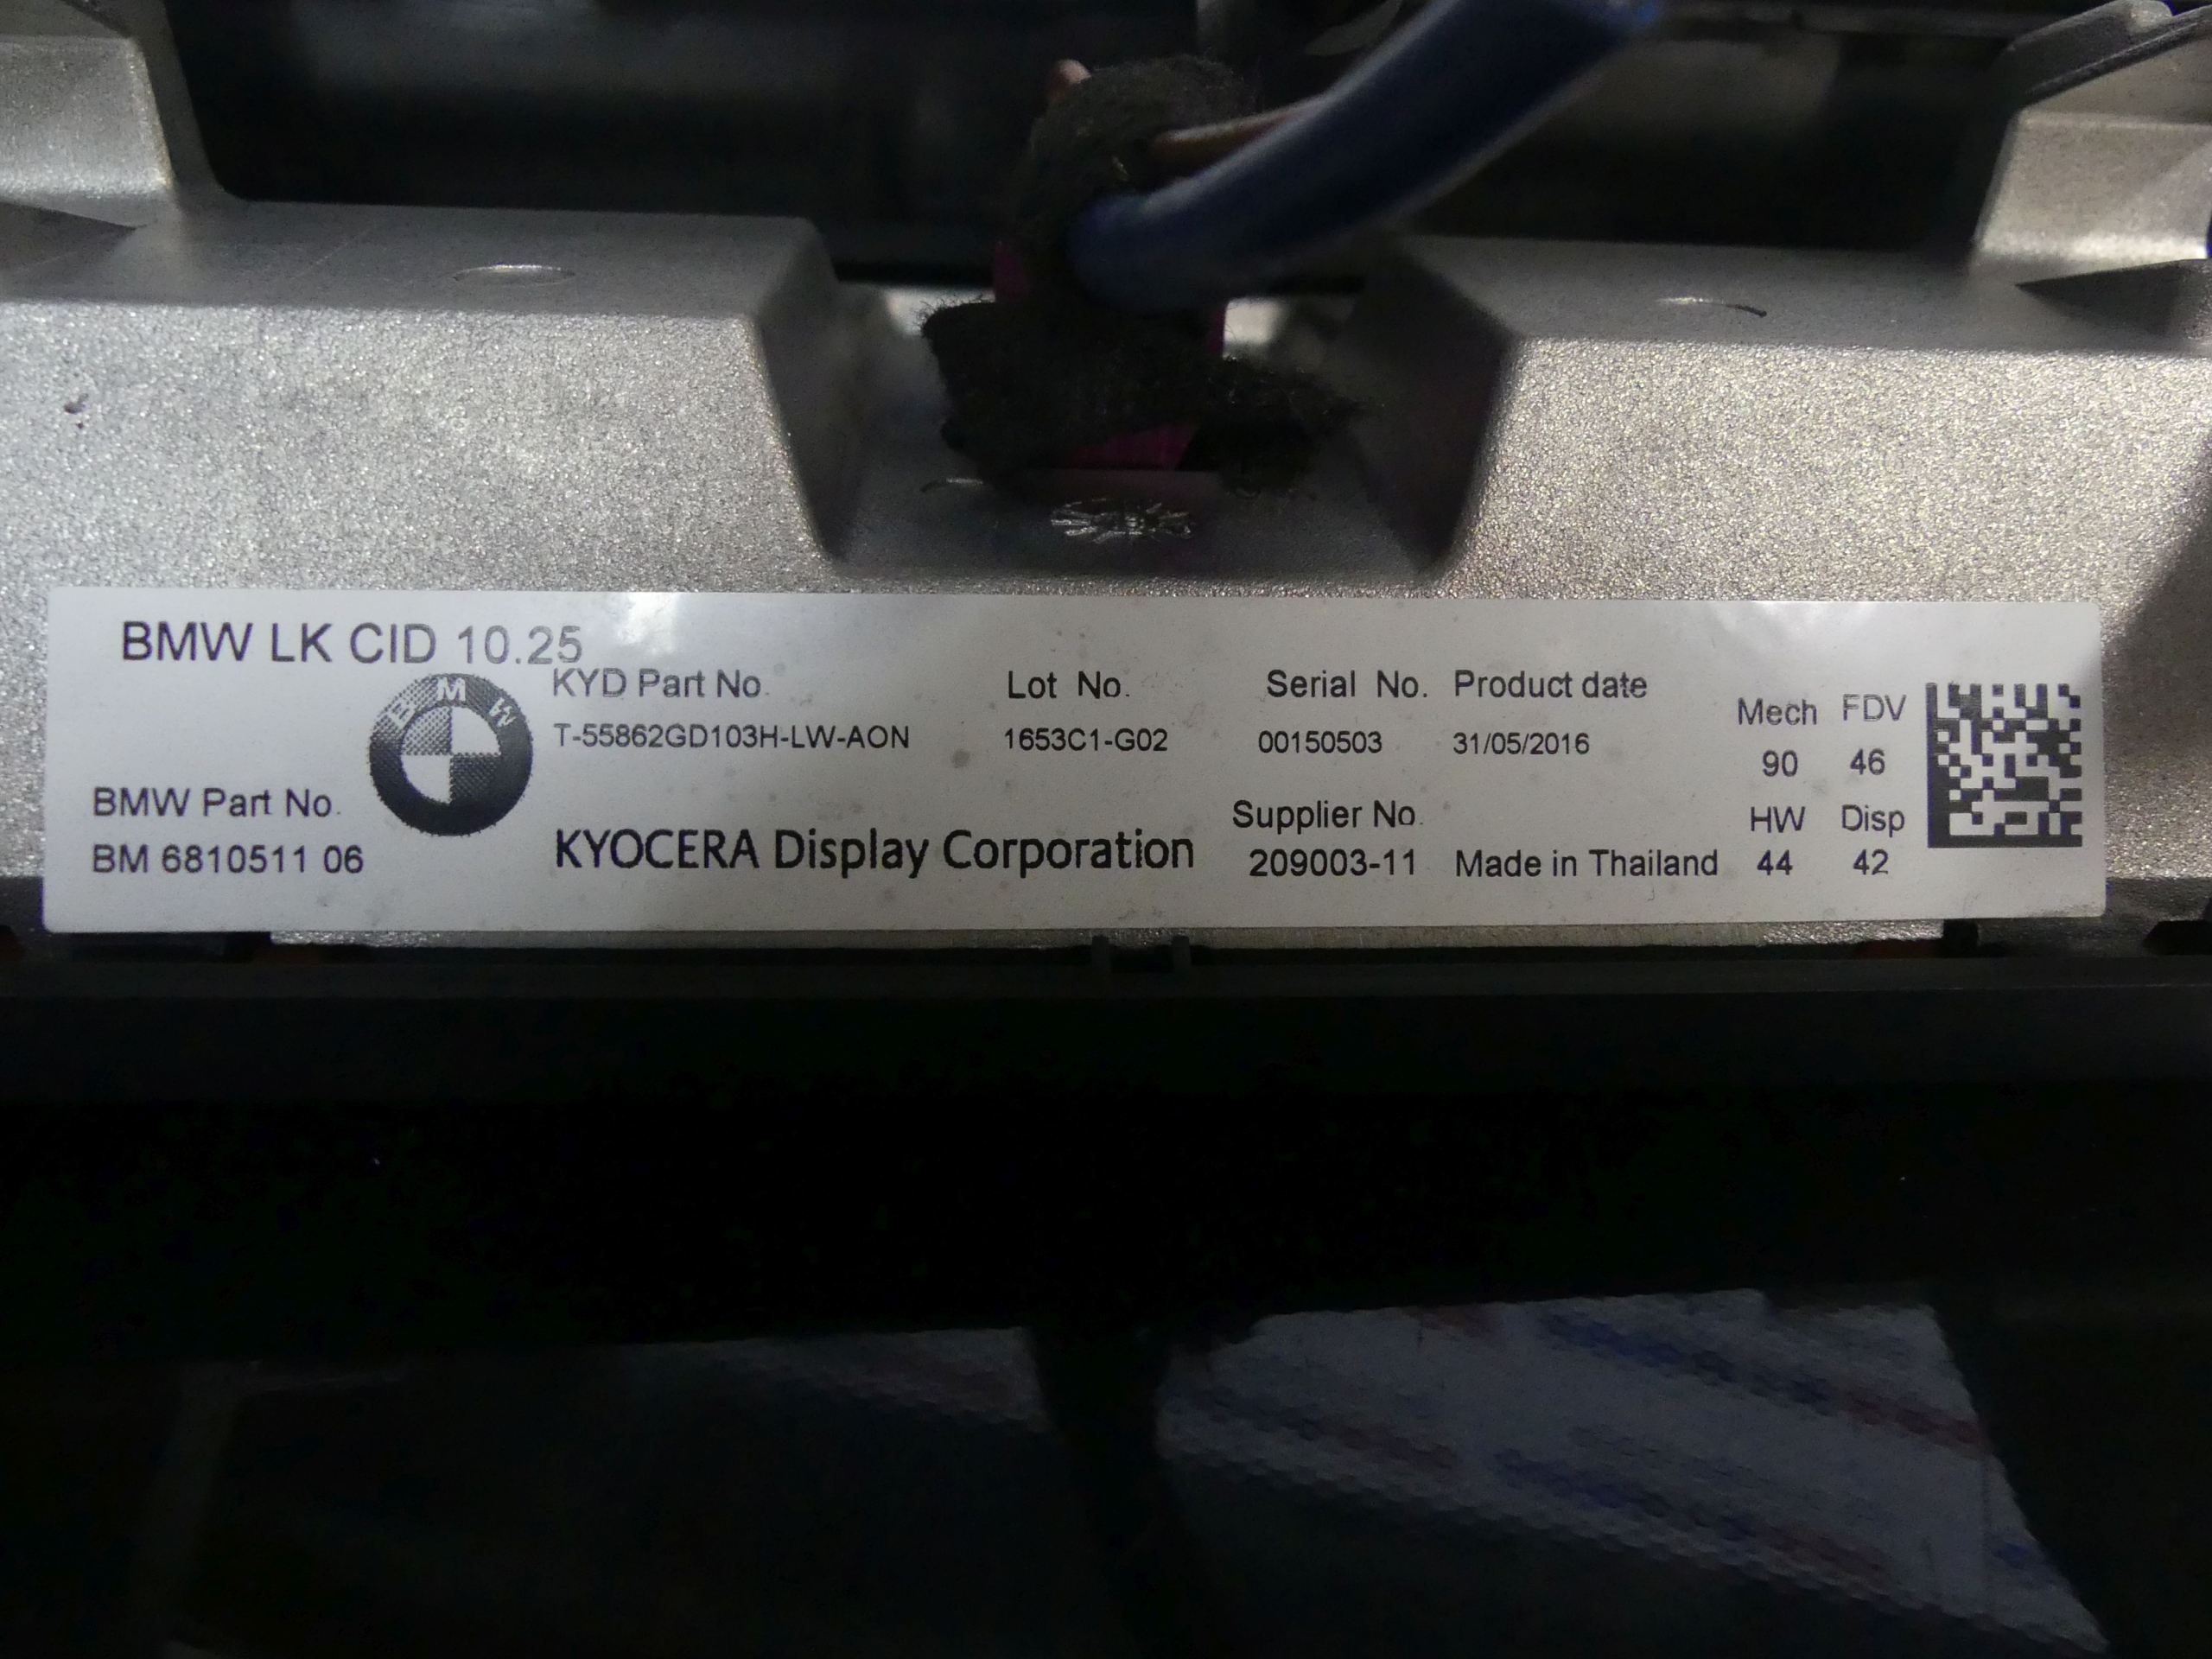 BMW LK CID 10.25
BMW
KYD Part No.
T-55862GD103H-LW-AON
Lot No.
1653C1-G02
Serial No.
00150503
Product date
31/05/2016
Mech FDV
90 46
BMW Part No.
BM 6810511 06
KYOCERA Display Corporation
Supplier No.
209003-11
Made in Thailand
HW Disp
44 42